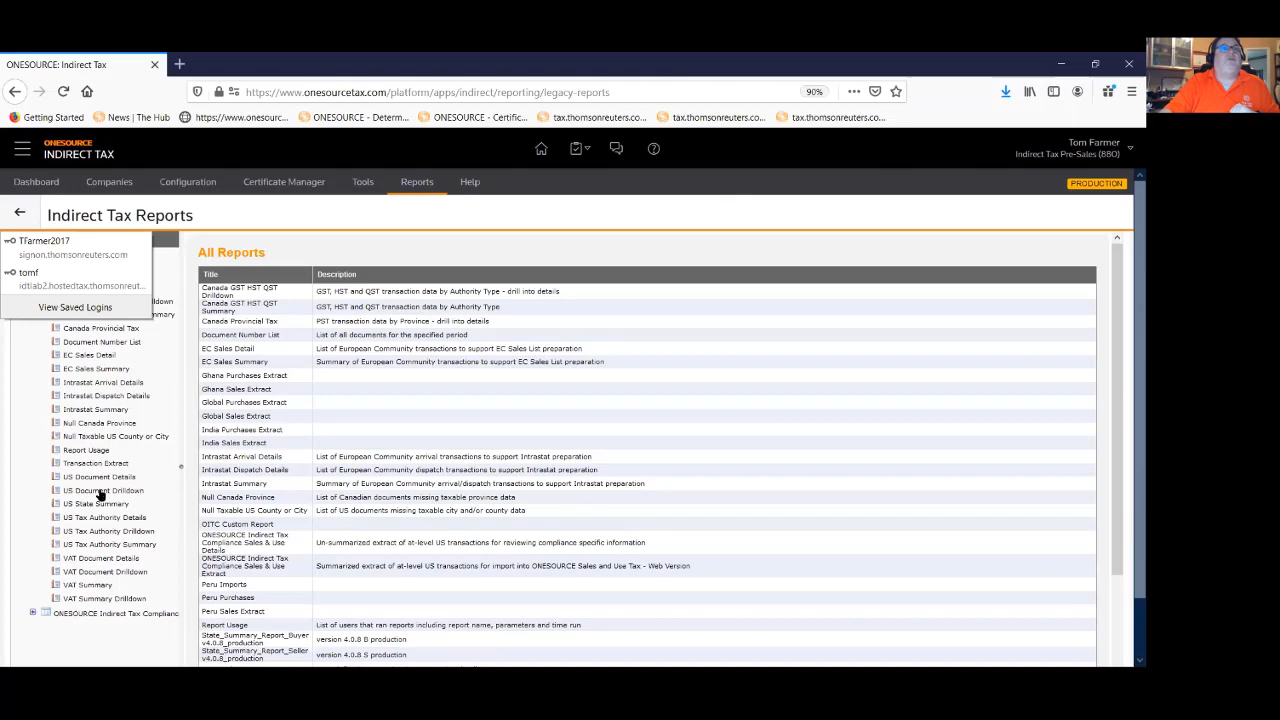 ONESOURCE: Indirect Tax
https://www.onesourcetax.com/platform/apps/indirect/reporting/legacy-reports
90%
Getting Started
News | The Hub
https://www.onesourc...
ONESOURCE - Determ...
ONESOURCE - Certific...
tax.thomsonreuters.co...
tax.thomsonreuters.co...
tax.thomsonreuters.co...
ONESOURCE
INDIRECT TAX
Tom Farmer
Indirect Tax Pre-Sales (880)
Dashboard
Companies
Configuration
Certificate Manager
Tools
Reports
Help
PRODUCTION
Indirect Tax Reports
TFarmer2017
signon.thomsonreuters.com
tomf
idtlab2.hostedtax.thomsonreut...
View Saved Logins
Canada Provincial Tax
Document Number List
EC Sales Detail
EC Sales Summary
Intrastat Arrival Details
Intrastat Dispatch Details
Intrastat Summary
Null Canada Province
Null Taxable US County or City
Report Usage
Transaction Extract
US Document Details
US Document Drilldown
US State Summary
US Tax Authority Details
US Tax Authority Drilldown
US Tax Authority Summary
VAT Document Details
VAT Document Drilldown
VAT Summary
VAT Summary Drilldown
ONESOURCE Indirect Tax Complianc
All Reports
Title Description
Canada GST HST QST
Drilldown
GST, HST and QST transaction data by Authority Type - drill into details
Canada GST HST QST
Summary
GST, HST and QST transaction data by Authority Type
Canada Provincial Tax PST transaction data by Province - drill into details
Document Number List List of all documents for the specified period
EC Sales Detail List of European Community transactions to support EC Sales List preparation
EC Sales Summary Summary of European Community transactions to support EC Sales List preparation
Ghana Purchases Extract
Ghana Sales Extract
Global Purchases Extract
Global Sales Extract
India Purchases Extract
India Sales Extract
Intrastat Arrival Details List of European Community arrival transactions to support Intrastat preparation
Intrastat Dispatch Details List of European Community dispatch transactions to support Intrastat preparation
Intrastat Summary Summary of European Community arrival/dispatch transactions to support Intrastat preparation
Null Canada Province List of Canadian documents missing taxable province data
Null Taxable US County or City List of US documents missing taxable city and/or county data
OITC Custom Report
ONESOURCE Indirect Tax
Compliance Sales & Use
Details
Un-summarized extract of at-level US transactions for reviewing compliance specific information
ONESOURCE Indirect Tax
Compliance Sales & Use
Extract
Summarized extract of at-level US transactions for import into ONESOURCE Sales and Use Tax - Web Version
Peru Imports
Peru Purchases
Peru Sales Extract
Report Usage List of users that ran reports including report name, parameters and time run
State_Summary_Report_Buyer
v4.0.8_production
version 4.0.8 B production
State_Summary_Report_Seller
v4.0.8_production
version 4.0.8 S production